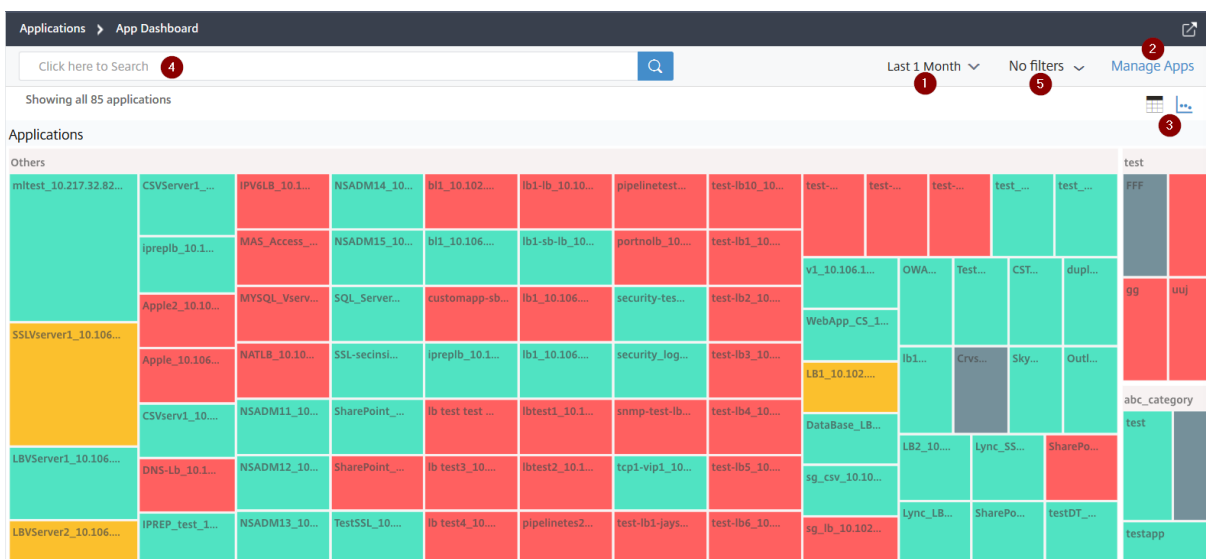 Applications > App Dashboard
Click here to Search 4
Last 1 Month 1
No filters 5
Manage Apps 2
Showing all 85 applications
3
Applications
Others
test
mltest_10.217.32.82...
CSVServer1_...
IPV6LB_10.1...
NSADM14_10...
bl1_10.102....
lb1-lb_10.10...
pipelinetest...
test-lb10_10...
test-...
test-...
test-...
test_...
test_...
FFF
ipreplb_10.1...
MAS_Access_...
NSADM15_10...
bl1_10.106....
lb1-sb-lb_10...
portnolb_10....
test-lb1_10....
v1_10.106.1...
OWA...
Test...
CST...
dupl...
Apple2_10.10...
MYSQL_Vserv...
SQL_Server...
customapp-sb...
lb1_10.106....
security-tes...
test-lb2_10....
gg
uuj
SSLVserver1_10.106...
WebApp_CS_1...
Apple_10.106...
NATLB_10.10...
SSL-secinsi...
ipreplb_10.1...
lb1_10.106....
security_log...
test-lb3_10....
LB1_10.102....
lb1...
Crvs...
Sky...
Outl...
CSVserv1_10....
NSADM11_10...
SharePoint_...
lb test test ...
lbtest1_10.1...
snmp-test-lb...
test-lb4_10....
DataBase_LB...
abc_category
test
LBVServer1_10.106....
DNS-Lb_10.1...
NSADM12_10...
SharePoint_...
lb test3_10....
lbtest2_10.1...
tcp1-vip1_10...
test-lb5_10....
sg_csv_10.10...
LB2_10....
Lync_SS...
SharePo...
LBVServer2_10.106...
IPREP_test_1...
NSADM13_10...
TestSSL_10....
lb test4_10....
pipelinetes2...
test-lb1-jays...
test-lb6_10....
sg_lb_10.102...
Lync_LB...
SharePo...
testDT_...
testapp